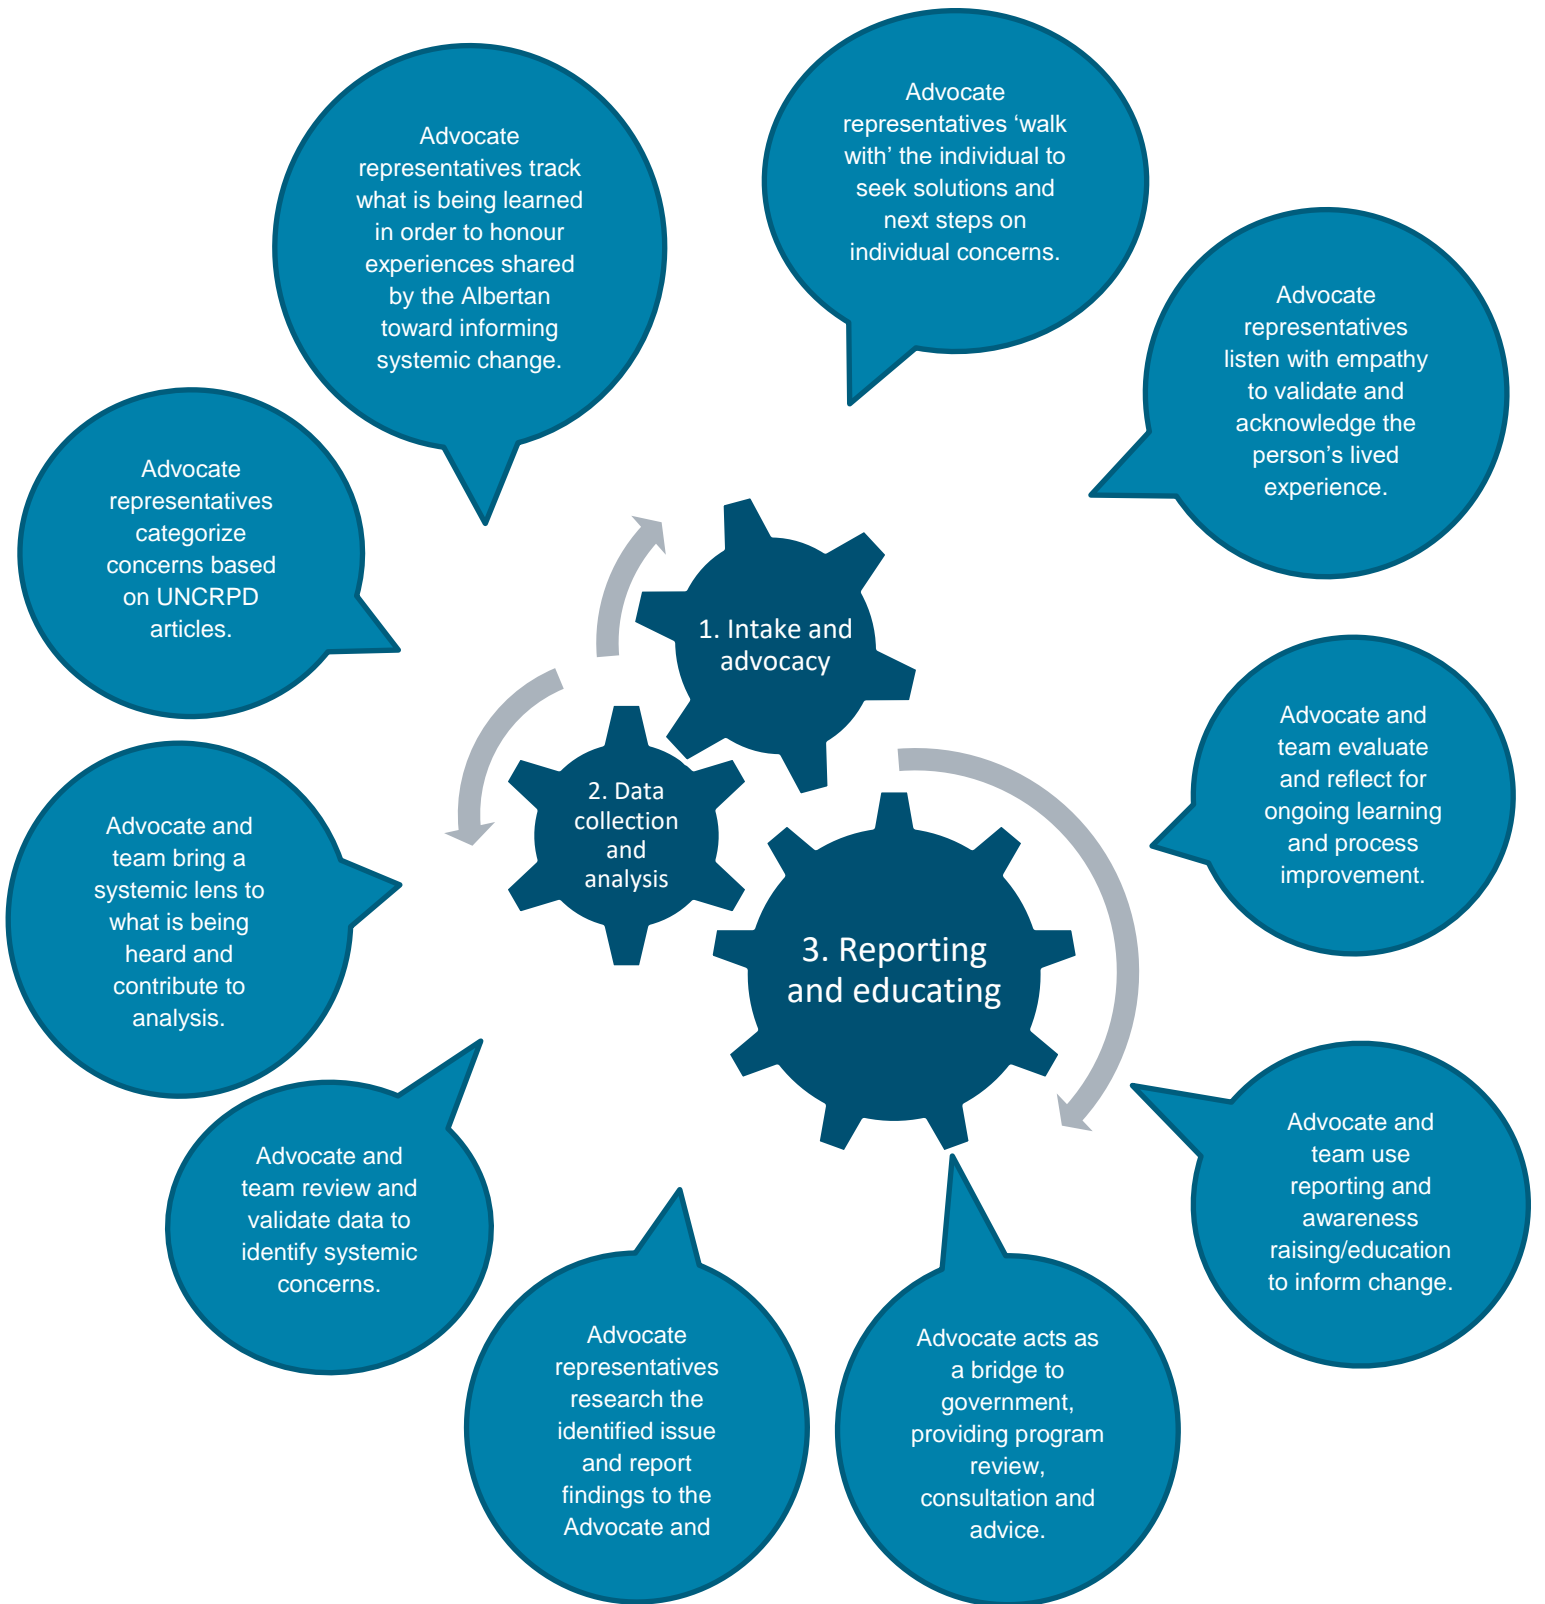 Advocate
representatives ‘walk
with’ the individual to
seek solutions and
next steps on
individual concerns.
Advocate
representatives
listen with empathy
to validate and
acknowledge the
person’s lived
experience.
Advocate and
team evaluate
and reflect for
ongoing learning
and process
improvement.
Advocate and
team use
reporting and
awareness
raising/education
to inform change.
Advocate acts as
a bridge to
government,
providing program
review,
consultation and
advice.
Advocate
representatives
research the
identified issue
and report
findings to the
Advocate and
Advocate and
team review and
validate data to
identify systemic
concerns.
Advocate and
team bring a
systemic lens to
what is being
heard and
contribute to
analysis.
Advocate
representatives
categorize
concerns based
on UNCRPD
articles.
Advocate
representatives track
what is being learned
in order to honour
experiences shared
by the Albertan
toward informing
systemic change.
1. Intake and
advocacy
2. Data
collection
and
analysis
3. Reporting
and educating